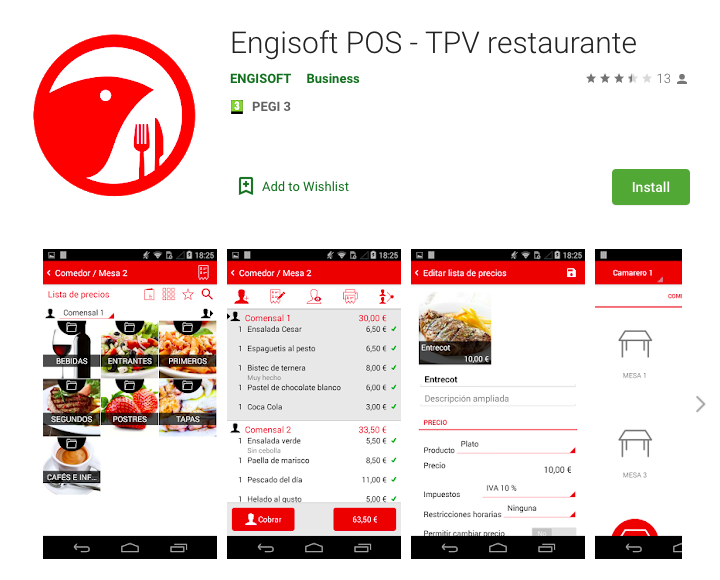 Engisoft POS - TPV restaurante
ENGISOFT Business
13
3 PEGI 3
Add to Wishlist
Install
18:25
Comedor / Mesa 2
Lista de precios
Comensal 1
BEBIDAS
ENTRANTES
PRIMEROS
SEGUNDOS
POSTRES
TAPAS
CAFÉS E INF...
18:25
Comedor / Mesa 2
Comensal 1 30,00 €
1 Ensalada Cesar 6,50 €
1 Espaguetis al pesto 6,50 €
1 Bistec de ternera 8,00 €
Muy hecho
1 Pastel de chocolate blanco 6,00 €
1 Coca Cola 3,00 €
Comensal 2 33,50 €
1 Ensalada verde 5,50 €
Sin cebolla
1 Paella de marisco 8,50 €
1 Pescado del día 11,00 €
1 Helado al gusto 5,00 €
Cobrar
63,50 €
18:25
Editar lista de precios
Entrecot
10,00 €
Entrecot
Descripción ampliada
PRECIO
Producto Plato
Precio 10,00 €
Impuestos IVA 10 %
Restricciones horarias Ninguna
Permitir cambiar precio
Camarero 1
MESA 1
MESA 3